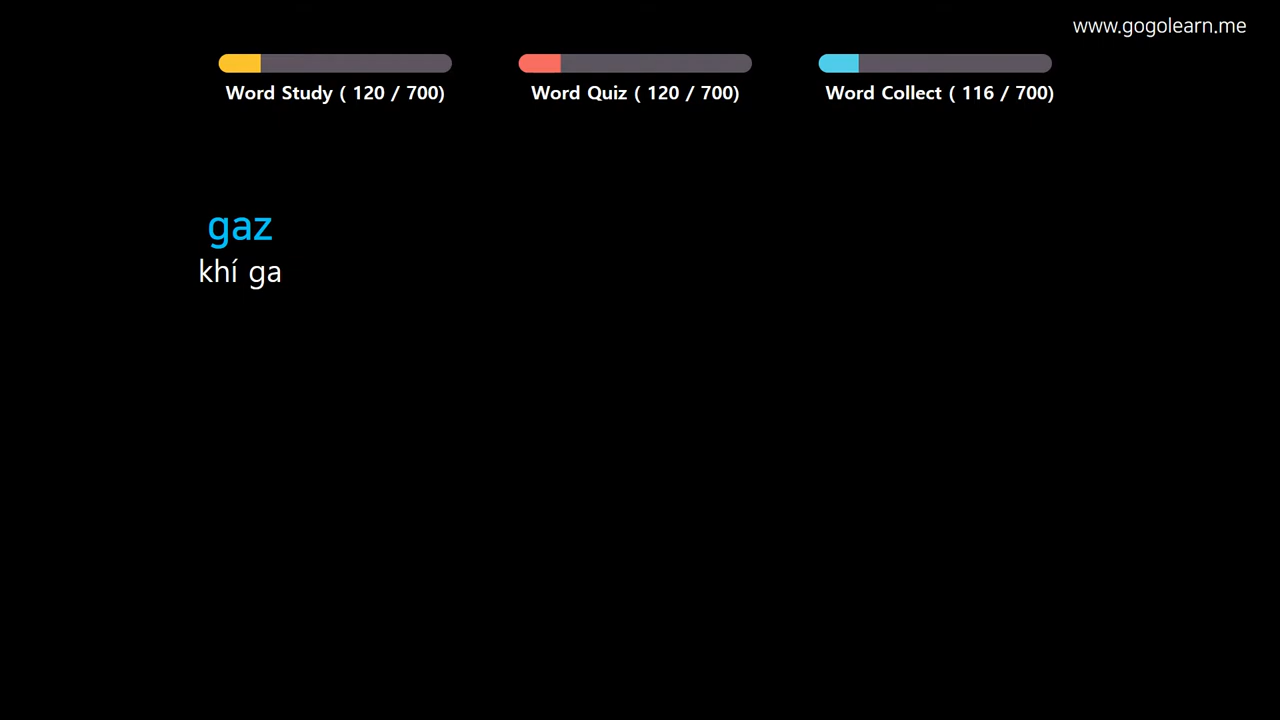 www.gogolearn.me
Word Study ( 120 / 700)
Word Quiz ( 120 / 700)
Word Collect ( 116 / 700)
gaz
khí ga